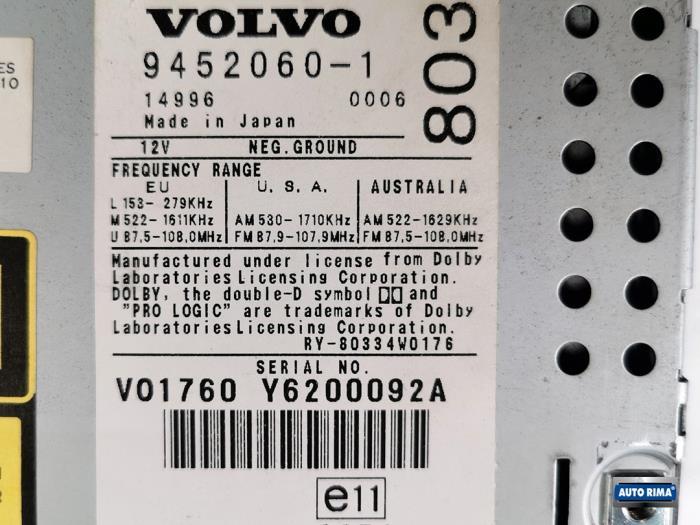 VOLVO
803
ES
10
9452060-1
14996 0006
Made in Japan
12V NEG.GROUND
FREQUENCY RANGE
EU U.S.A. AUSTRALIA
L 153- 279KHz
M 522- 1611KHz AM 530- 1710KHz AM 522-1629KHz
U 87,5-108,0MHz FM 87,9-107,9MHz FM 87,5-108,0MHz
Manufactured under license from Dolby
Laboratories Licensing Corporation.
DOLBY, the double-D symbol and
"PRO LOGIC" are trademarks of Dolby
Laboratories Licensing Corporation.
RY-80334W0176
SERIAL NO.
V01760 Y6200092A
e11
AUTO RIMA